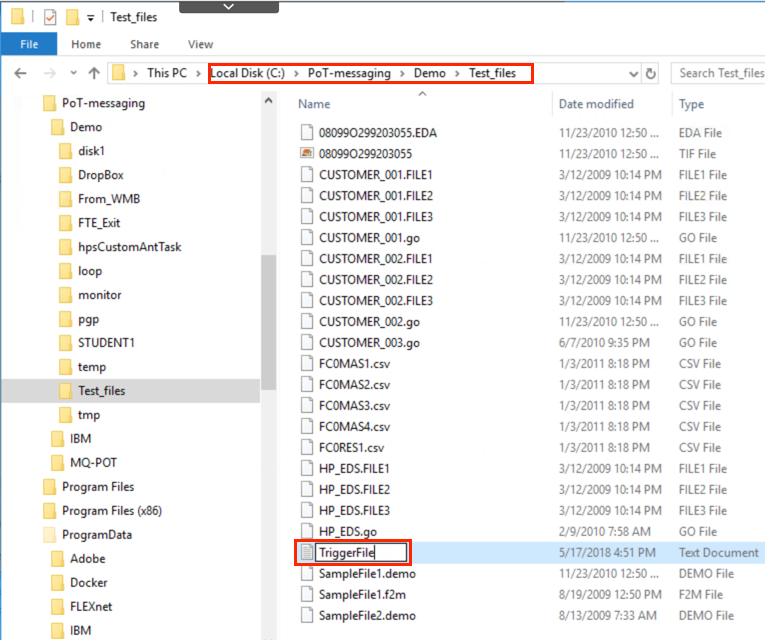 Test_files
File Home Share View
This PC Local Disk (C:) PoT-messaging Demo Test_files Search Test_files
PoT-messaging
Demo
disk1
DropBox
From_WMB
FTE_Exit
hpsCustomAntTask
loop
monitor
pgp
STUDENT1
temp
Test_files
tmp
IBM
MQ-POT
Program Files
Program Files (x86)
ProgramData
Adobe
Docker
FLEXnet
IBM
Name Date modified Type
08099O299203055.EDA 11/23/2010 12:50 ... EDA File
08099O299203055 11/23/2010 12:50 ... TIF File
CUSTOMER_001.FILE1 3/12/2009 10:14 PM FILE1 File
CUSTOMER_001.FILE2 3/12/2009 10:14 PM FILE2 File
CUSTOMER_001.FILE3 3/12/2009 10:14 PM FILE3 File
CUSTOMER_001.go 11/23/2010 12:50 ... GO File
CUSTOMER_002.FILE1 3/12/2009 10:14 PM FILE1 File
CUSTOMER_002.FILE2 3/12/2009 10:14 PM FILE2 File
CUSTOMER_002.FILE3 3/12/2009 10:14 PM FILE3 File
CUSTOMER_002.go 11/23/2010 12:50 ... GO File
CUSTOMER_003.go 6/7/2010 9:35 PM GO File
FC0MAS1.csv 1/3/2011 8:18 PM CSV File
FC0MAS2.csv 1/3/2011 8:18 PM CSV File
FC0MAS3.csv 1/3/2011 8:18 PM CSV File
FC0MAS4.csv 1/3/2011 8:18 PM CSV File
FC0RES1.csv 1/3/2011 8:18 PM CSV File
HP_EDS.FILE1 3/12/2009 10:14 PM FILE1 File
HP_EDS.FILE2 3/12/2009 10:14 PM FILE2 File
HP_EDS.FILE3 3/12/2009 10:14 PM FILE3 File
HP_EDS.go 2/9/2010 7:58 AM GO File
TriggerFile 5/17/2018 4:51 PM Text Document
SampleFile1.demo 11/23/2010 12:50 ... DEMO File
SampleFile1.f2m 8/19/2009 12:50 PM F2M File
SampleFile2.demo 8/13/2009 7:33 AM DEMO File